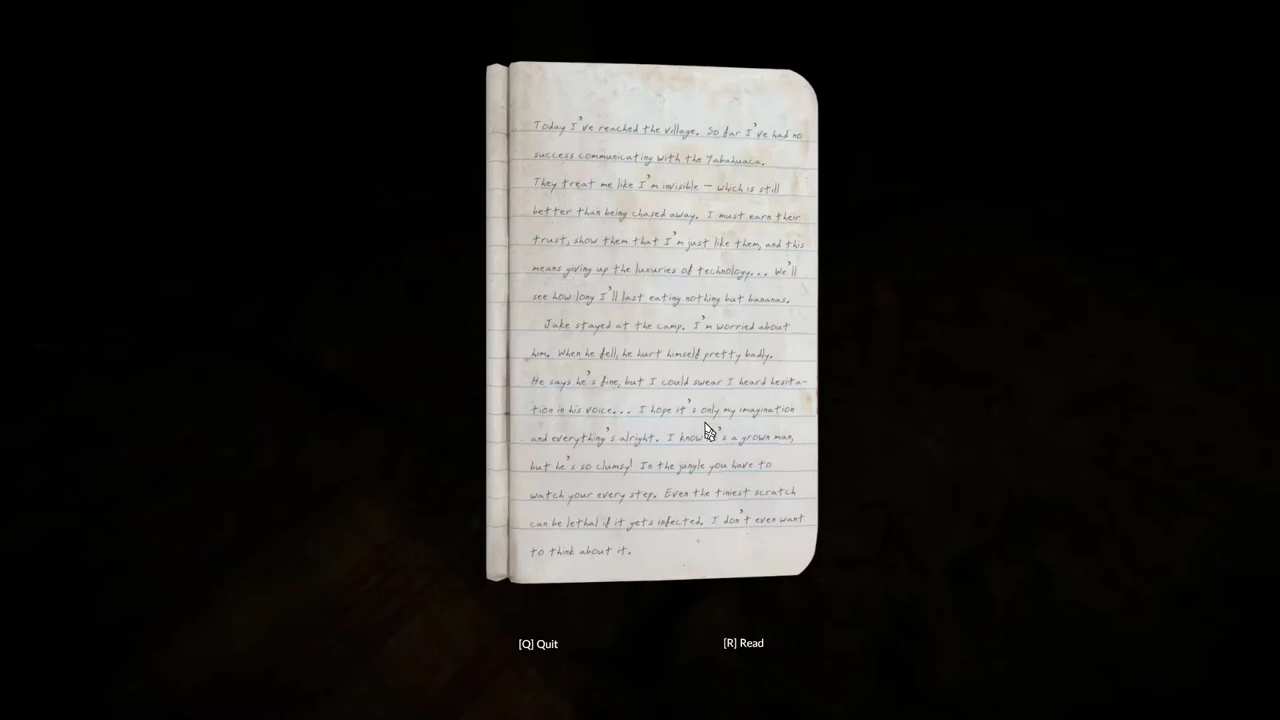 Today I've reached the village. So far I've had no
success communicating with the Yabahuaca.
They treat me like I'm invisible – which is still
better than being chased away. I must earn their
trust, show them that I'm just like them, and this
means giving up the luxuries of technology... We'll
see how long I'll last eating nothing but bananas.
Jake stayed at the camp. I'm worried about
him. When he fell, he hurt himself pretty badly.
He says he's fine, but I could swear I heard hesita-
tion in his voice... I hope it's only my imagination
and everything's alright. I know 's a grown man,
but he's so clumsy! In the jungle you have to
watch your every step. Even the tiniest scratch
can be lethal if it gets infected. I don't even want
to think about it.
[Q] Quit
[R] Read